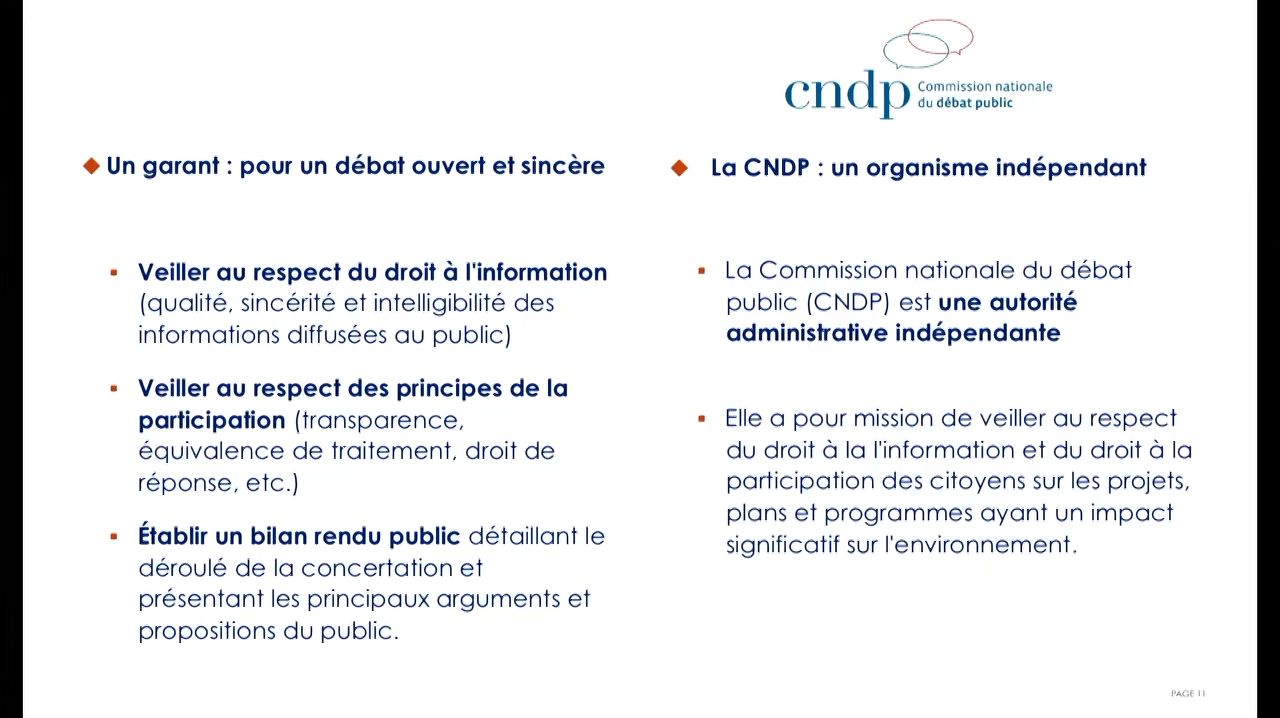 cndp
Commission nationale
du débat public
Un garant : pour un débat ouvert et sincère
Veiller au respect du droit à l'information
(qualité, sincérité et intelligibilité des
informations diffusées au public)
Veiller au respect des principes de la
participation (transparence,
équivalence de traitement, droit de
réponse, etc.)
Établir un bilan rendu public détaillant le
déroulé de la concertation et
présentant les principaux arguments et
propositions du public.
La CNDP : un organisme indépendant
La Commission nationale du débat
public (CNDP) est une autorité
administrative indépendante
Elle a pour mission de veiller au respect
du droit à la l'information et du droit à la
participation des citoyens sur les projets,
plans et programmes ayant un impact
significatif sur l'environnement.
PAGE 11